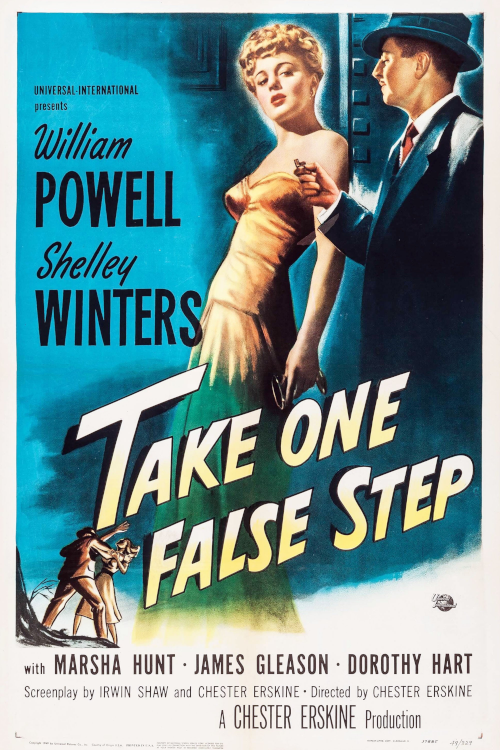 UNIVERSAL-INTERNATIONAL
presents
William
POWELL
Shelley
WINTERS
TAKE ONE
FALSE STEP
with MARSHA HUNT · JAMES GLEASON · DOROTHY HART
Screenplay by IRWIN SHAW and CHESTER ERSKINE · Directed by CHESTER ERSKINE
A CHESTER ERSKINE Production